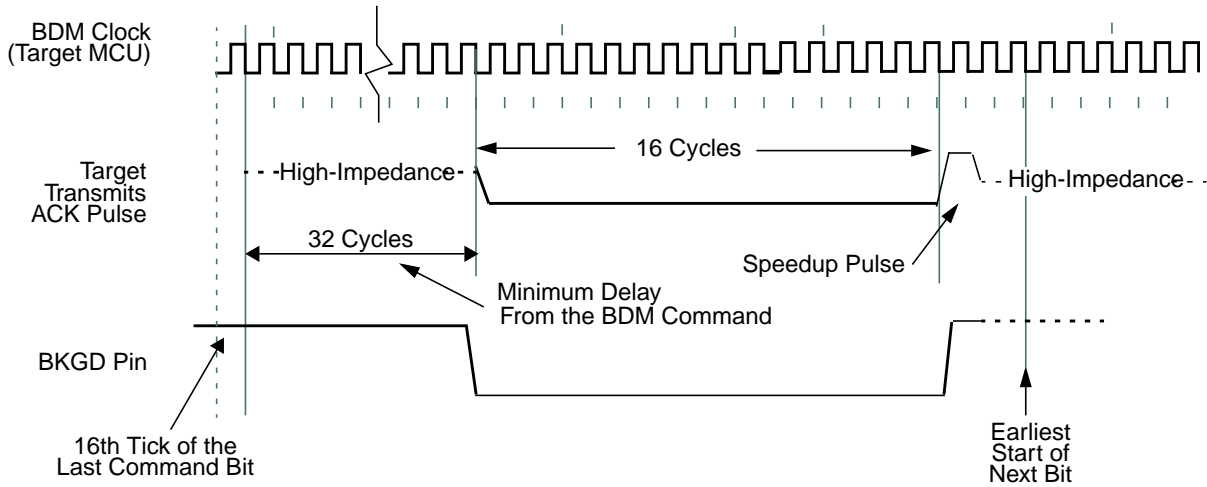 BDM Clock
(Target MCU)
16 Cycles
Target
Transmits
ACK Pulse
High-Impedance
High-Impedance
32 Cycles
Speedup Pulse
Minimum Delay
From the BDM Command
BKGD Pin
16th Tick of the
Last Command Bit
Earliest
Start of
Next Bit